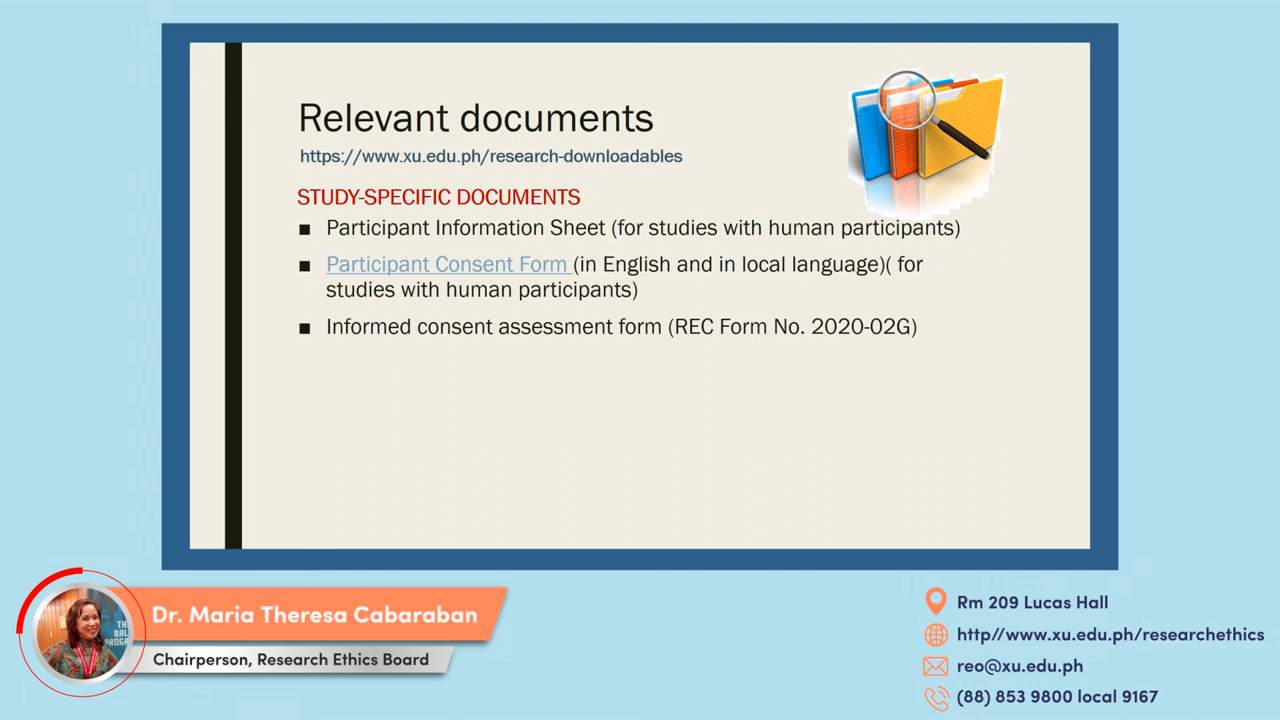 Relevant documents
https://www.xu.edu.ph/research-downloadables
STUDY-SPECIFIC DOCUMENTS
■ Participant Information Sheet (for studies with human participants)
■ Participant Consent Form (in English and in local language)( for
studies with human participants)
■ Informed consent assessment form (REC Form No. 2020-02G)
Dr. Maria Theresa Cabaraban
Chairperson, Research Ethics Board
Rm 209 Lucas Hall
http//www.xu.edu.ph/researchethics
reo@xu.edu.ph
(88) 853 9800 local 9167